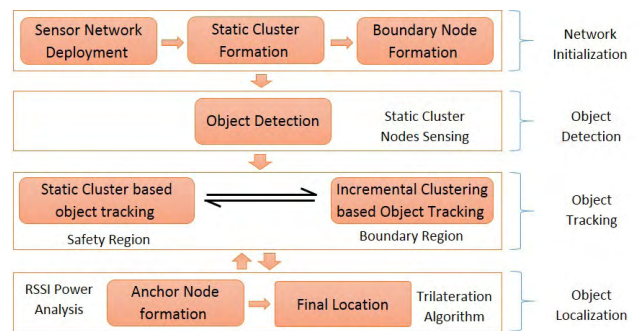 Sensor Network
Deployment
Static Cluster
Formation
Boundary Node
Formation
Network
Initialization
Object Detection
Static Cluster
Nodes Sensing
Object
Detection
Static Cluster based
object tracking
Incremental Clustering
based Object Tracking
Safety Region
Boundary Region
Object
Tracking
RSSI Power
Analysis
Anchor Node
formation
Final Location
Trilateration
Algorithm
Object
Localization